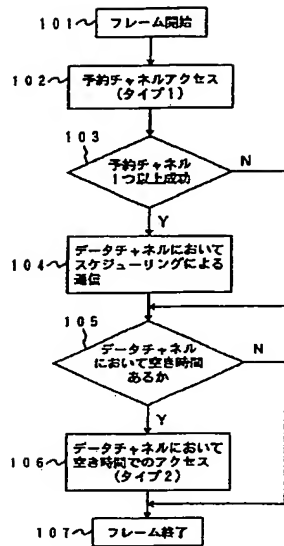 101
フレーム開始
102
予約チャネルアクセス
(タイプ1)
103
予約チャネル
1つ以上成功
N
Y
104
データチャネルにおいて
スケジューリングによる
通信
105
データチャネル
において空き時間
あるか
N
Y
106
データチャネルにおいて
空き時間でのアクセス
(タイプ2)
107
フレーム終了